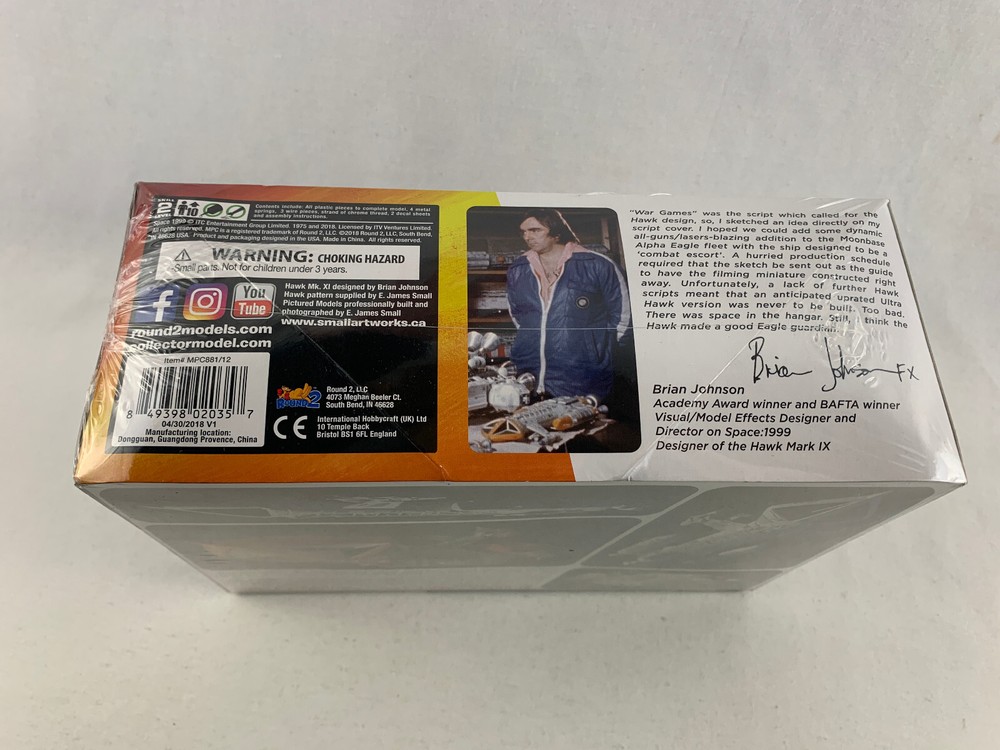 SKILL
2
LEVEL
10
Contents include: All plastic pieces to complete model, 4 metal
springs, 3 wire pieces, strand of chrome thread, 2 decal sheets
and assembly instructions.
Space 1999 © ITC Entertainment Group Limited. 1975 and 2018. Licensed by ITV Ventures Limited.
All rights reserved. MPC is a registered trademark of Round 2, LLC. ©2018 Round 2, LLC, South Bend,
IN 46628 USA. Product and packaging designed in the USA. Made in China. All rights reserved.
WARNING: CHOKING HAZARD
Small parts. Not for children under 3 years.
f
You
Tube
round2models.com
collectormodel.com
Hawk Mk. XI designed by Brian Johnson
Hawk pattern supplied by E. James Small
Pictured Models professionally built and
photographed by E. James Small
www.smallartworks.ca
Item# MPC881/12
8 49398 02035 7
04/30/2018 V1
Manufacturing location:
Dongguan, Guangdong Provence, China
ROUND2
Round 2, LLC
4073 Meghan Beeler Ct.
South Bend, IN 46628
CE
International Hobbycraft (UK) Ltd
10 Temple Back
Bristol BS1 6FL England
"War Games" was the script which called for the
Hawk design, so, I sketched an idea directly on my
script cover. I hoped we could add some dynamic
all-guns/lasers-blazing addition to the Moonbase
Alpha Eagle fleet with the ship designed to be a
'combat escort'. A hurried production schedule
required that the sketch be sent out as the guide
to have the filming miniature constructed right
away. Unfortunately, a lack of further Hawk
scripts meant that an anticipated uprated Ultra
Hawk version was never to be built. Too bad.
There was space in the hangar. Still, I think the
Hawk made a good Eagle guardian.
Brian Johnson FX
Brian Johnson
Academy Award winner and BAFTA winner
Visual/Model Effects Designer and
Director on Space:1999
Designer of the Hawk Mark IX